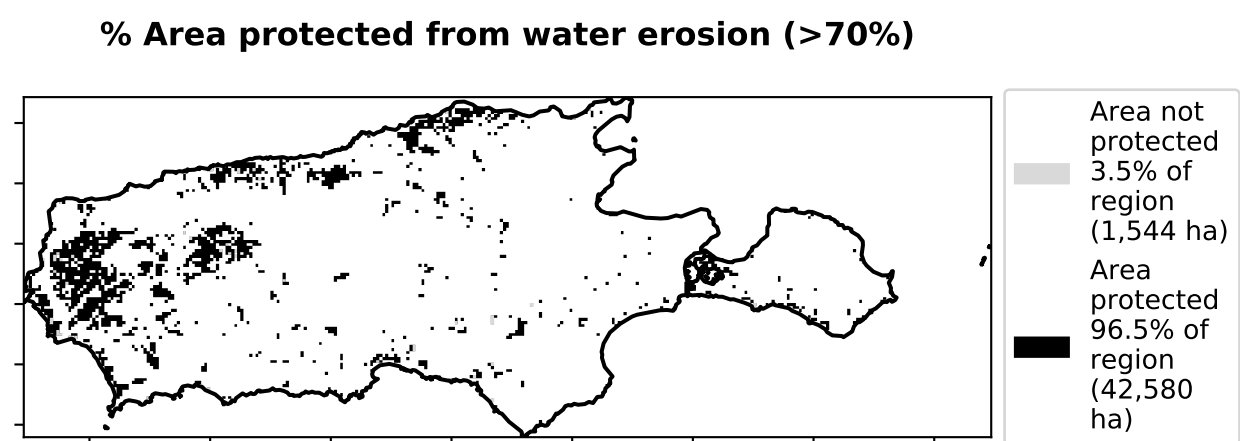 % Area protected from water erosion (>70%)
Area not
protected
3.5% of
region
(1,544 ha)
Area
protected
96.5% of
region
(42,580
ha)